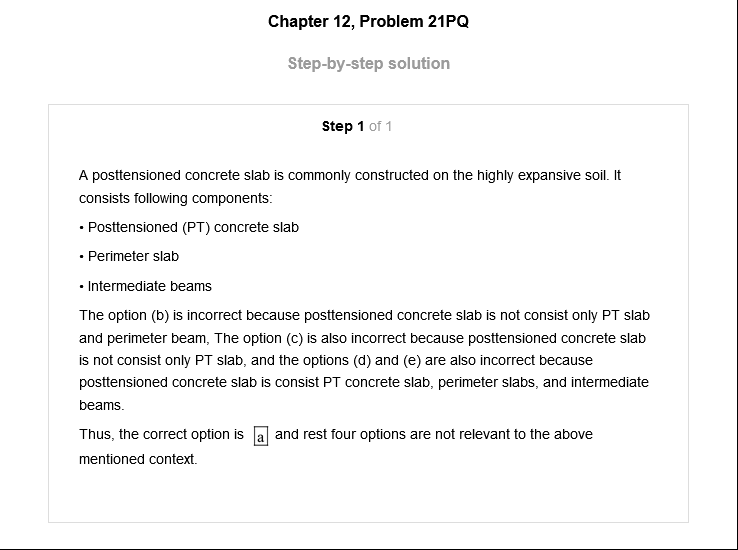 Chapter 12, Problem 21PQ
Step-by-step solution
Step 1 of 1
A posttensioned concrete slab is commonly constructed on the highly expansive soil. It
consists following components:
• Posttensioned (PT) concrete slab
• Perimeter slab
• Intermediate beams
The option (b) is incorrect because posttensioned concrete slab is not consist only PT slab
and perimeter beam, The option (c) is also incorrect because posttensioned concrete slab
is not consist only PT slab, and the options (d) and (e) are also incorrect because
posttensioned concrete slab is consist PT concrete slab, perimeter slabs, and intermediate
beams.
Thus, the correct option is a and rest four options are not relevant to the above
mentioned context.